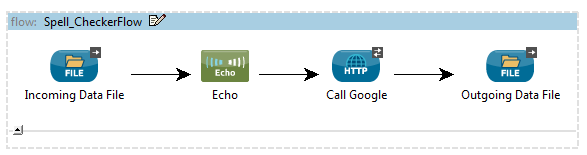 flow: Spell_CheckerFlow
FILE Echo HTTP FILE
Incoming Data File Echo Call Google Outgoing Data File